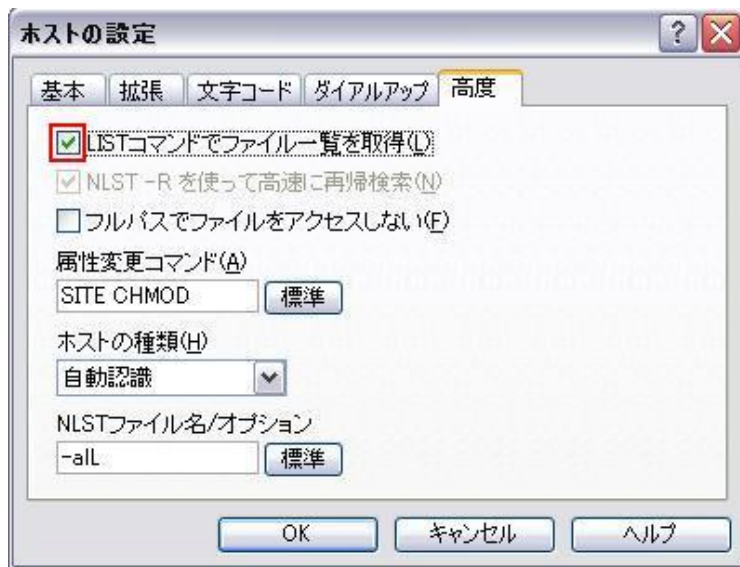 ホストの設定
基本 拡張 文字コード ダイアルアップ 高度
LISTコマンドでファイル一覧を取得(L)
NLST -R を使って高速に再帰検索(N)
フルパスでファイルをアクセスしない(F)
属性変更コマンド(A)
SITE CHMOD 標準
ホストの種類(H)
自動認識
NLSTファイル名/オプション
-alL 標準
OK キャンセル ヘルプ